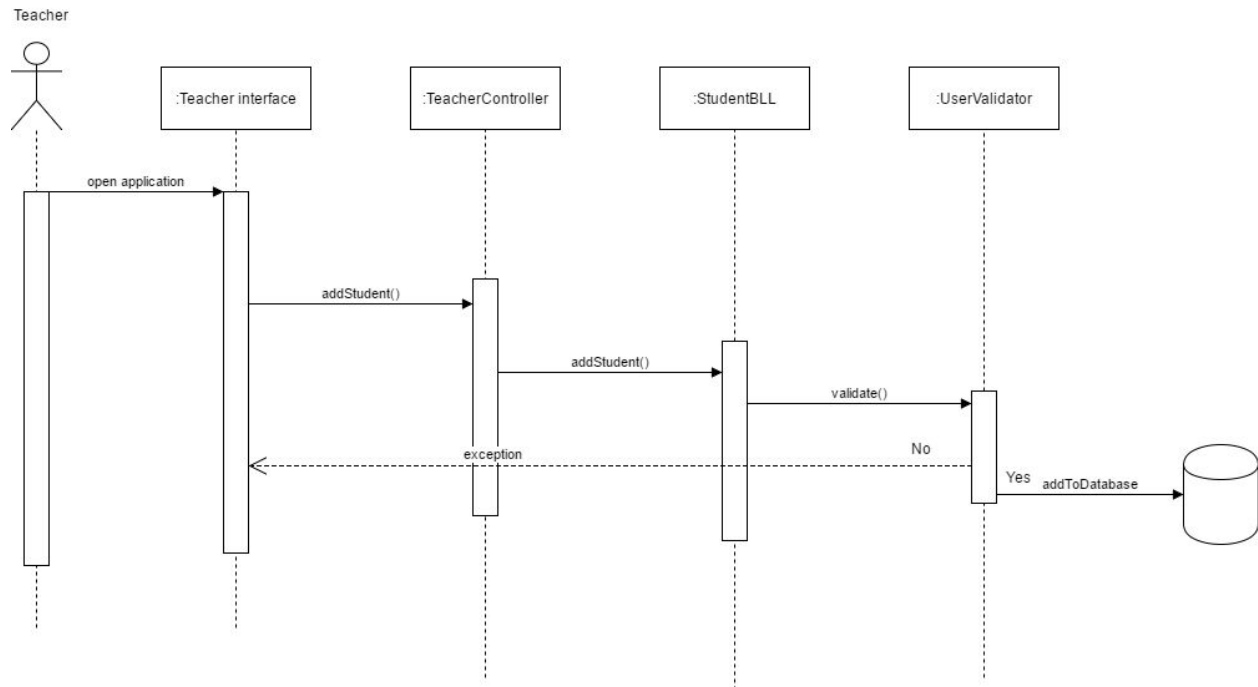 Teacher
:Teacher interface
:TeacherController
:StudentBLL
:UserValidator
open application
addStudent()
addStudent()
validate()
exception
No
Yes
addToDatabase